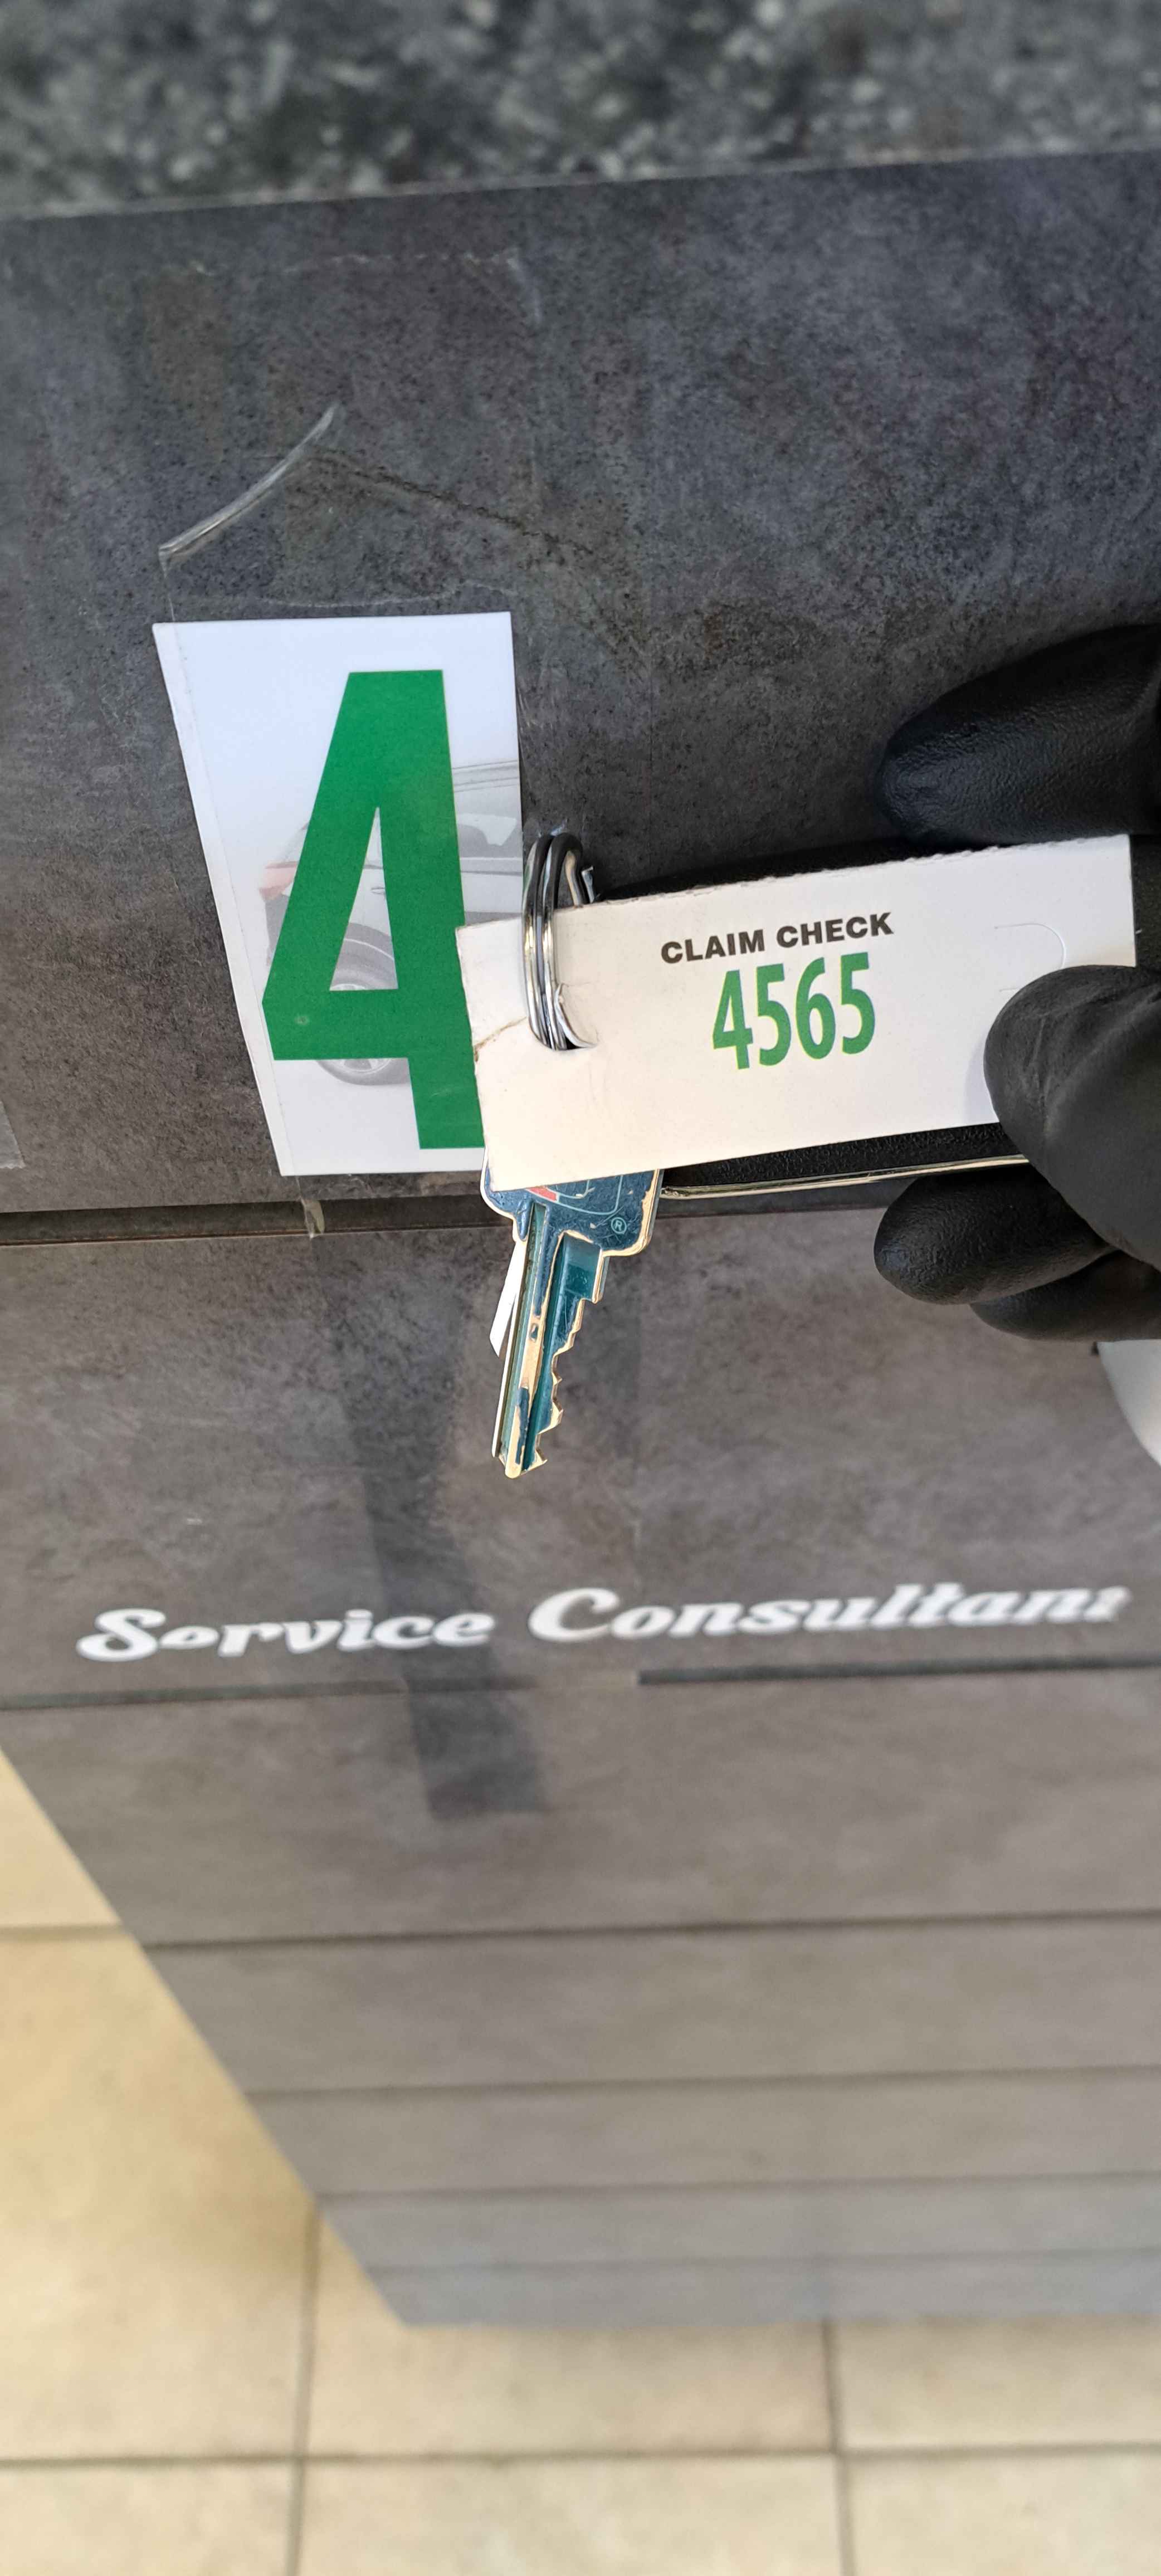 4
CLAIM CHECK
4565
®
Service Consultant